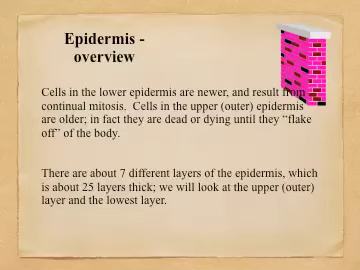 Epidermis -
overview
Cells in the lower epidermis are newer, and result from
continual mitosis.  Cells in the upper (outer) epidermis
are older; in fact they are dead or dying until they “flake
off” of the body.
There are about 7 different layers of the epidermis, which
is about 25 layers thick; we will look at the upper (outer)
layer and the lowest layer.